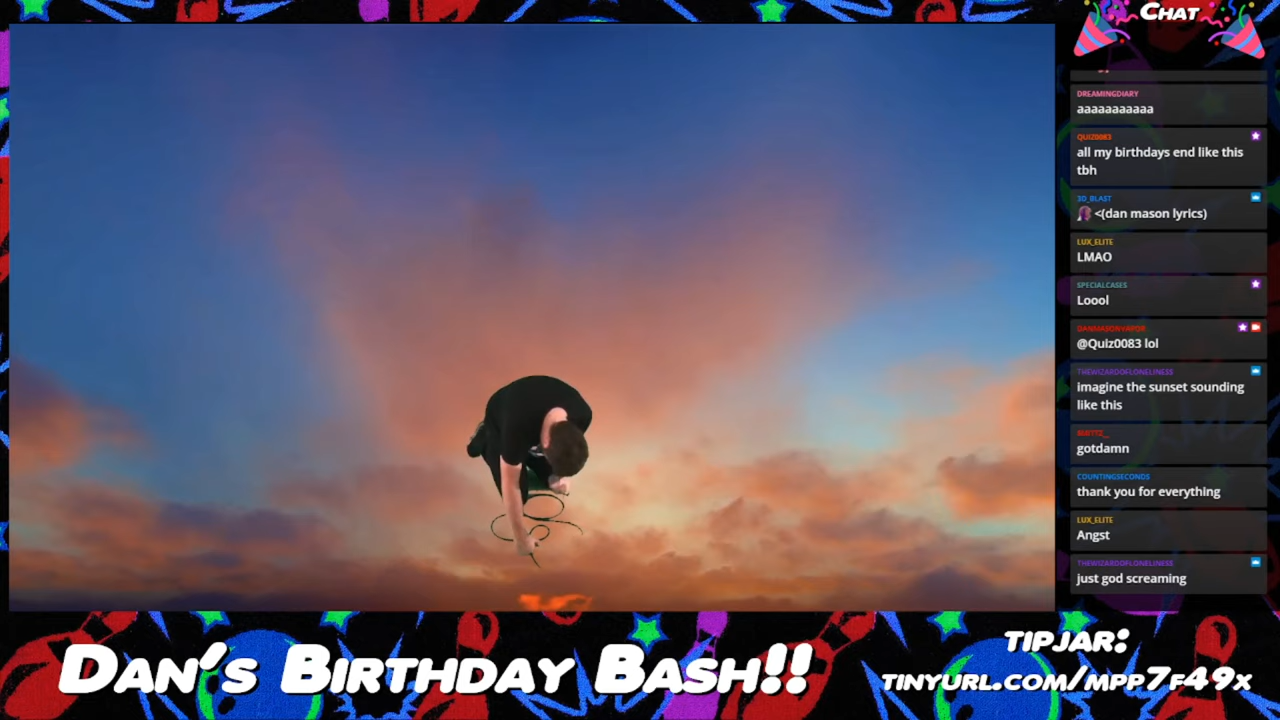 CHAT
DREAMINGDIARY
aaaaaaaaaaa
QUIZ0083
all my birthdays end like this
tbh
3D_BLAST
<(dan mason lyrics)
LUX_ELITE
LMAO
SPECIALCASES
Loool
DANMASONVAPOR
@Quiz0083 lol
THEWIZARDOFLONELINESS
imagine the sunset sounding
like this
gotdamn
COUNTINGSECONDS
thank you for everything
LUX_ELITE
Angst
THEWIZARDOFLONELINESS
just god screaming
DAN'S BIRTHDAY BASH!!
TIPJAR:
TINYURL.COM/MPP7F49X